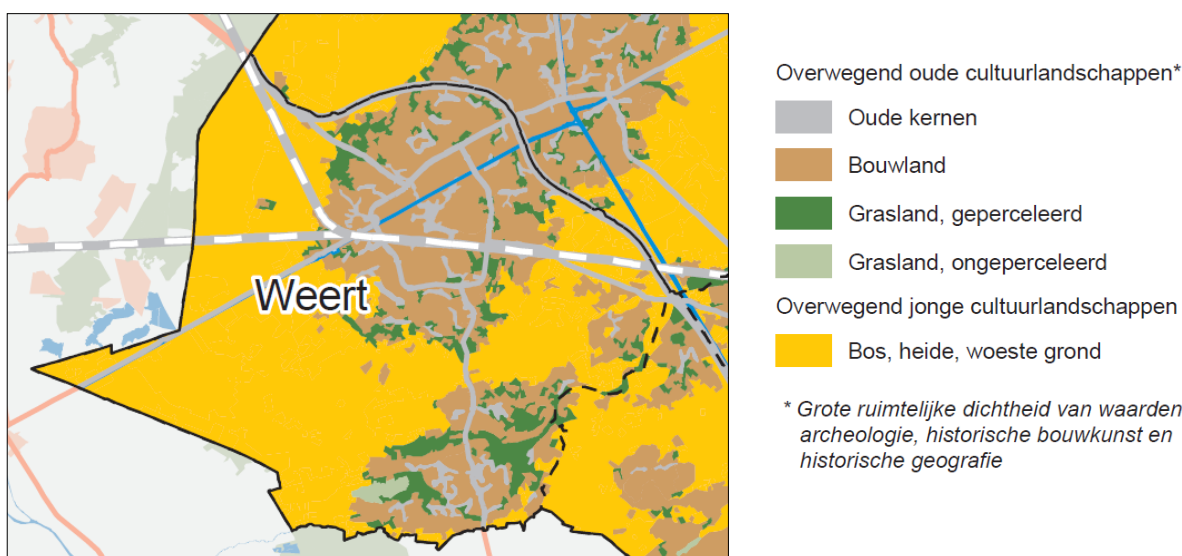 Weert
Overwegend oude cultuurlandschappen*
Oude kernen
Bouwland
Grasland, geperceleerd
Grasland, ongeperceleerd
Overwegend jonge cultuurlandschappen
Bos, heide, woeste grond
* Grote ruimtelijke dichtheid van waarden
archeologie, historische bouwkunst en
historische geografie